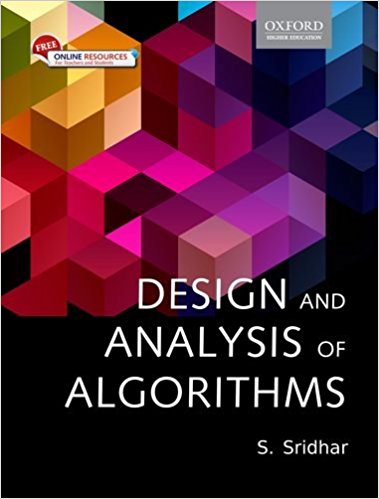 FREE
ONLINE RESOURCES
For Teachers and Students
OXFORD
HIGHER EDUCATION
DESIGN AND
ANALYSIS OF
ALGORITHMS
S. Sridhar